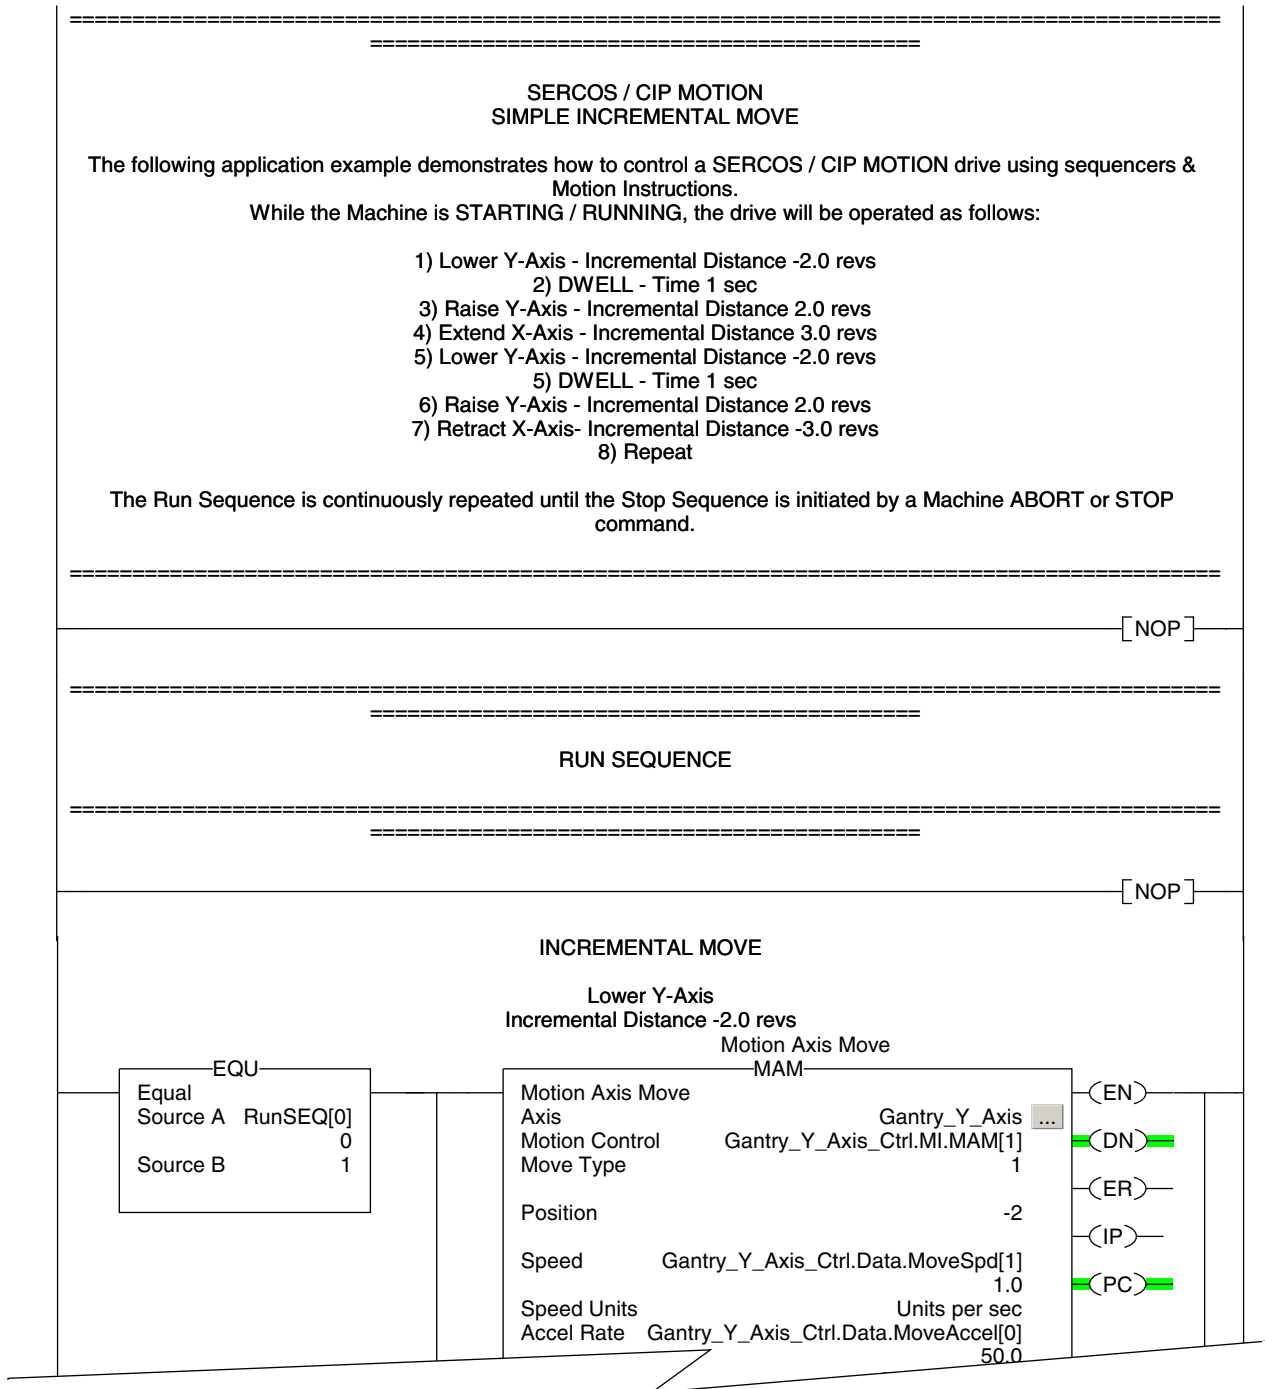 ============================================================================================
============================================
SERCOS / CIP MOTION
SIMPLE INCREMENTAL MOVE
The following application example demonstrates how to control a SERCOS / CIP MOTION drive using sequencers &
Motion Instructions.
While the Machine is STARTING / RUNNING, the drive will be operated as follows:
1) Lower Y-Axis - Incremental Distance -2.0 revs
2) DWELL - Time 1 sec
3) Raise Y-Axis - Incremental Distance 2.0 revs
4) Extend X-Axis - Incremental Distance 3.0 revs
5) Lower Y-Axis - Incremental Distance -2.0 revs
5) DWELL - Time 1 sec
6) Raise Y-Axis - Incremental Distance 2.0 revs
7) Retract X-Axis- Incremental Distance -3.0 revs
8) Repeat
The Run Sequence is continuously repeated until the Stop Sequence is initiated by a Machine ABORT or STOP
command.
============================================================================================
NOP
============================================================================================
============================================
RUN SEQUENCE
============================================================================================
============================================
NOP
INCREMENTAL MOVE
Lower Y-Axis
Incremental Distance -2.0 revs
Motion Axis Move
EQU
Equal
Source A RunSEQ[0]
0
Source B 1
MAM
Motion Axis Move
Axis Gantry_Y_Axis ...
Motion Control Gantry_Y_Axis_Ctrl.MI.MAM[1]
Move Type 1
Position -2
Speed Gantry_Y_Axis_Ctrl.Data.MoveSpd[1]
1.0
Speed Units Units per sec
Accel Rate Gantry_Y_Axis_Ctrl.Data.MoveAccel[0]
50.0
EN
DN
ER
IP
PC